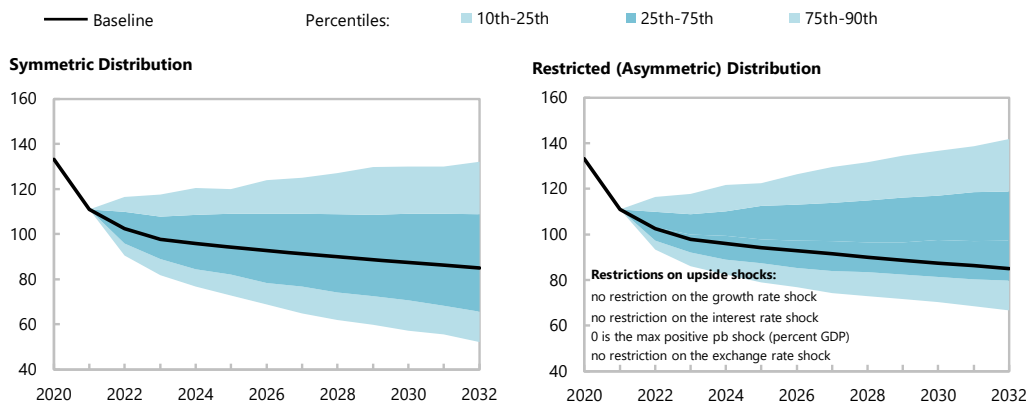 Baseline
Percentiles:
10th-25th
25th-75th
75th-90th
Symmetric Distribution
160
140
120
100
80
60
40
2020 2022 2024 2026 2028 2030 2032
Restricted (Asymmetric) Distribution
160
140
120
100
80
60
40
Restrictions on upside shocks:
no restriction on the growth rate shock
no restriction on the interest rate shock
0 is the max positive pb shock (percent GDP)
no restriction on the exchange rate shock
2020 2022 2024 2026 2028 2030 2032